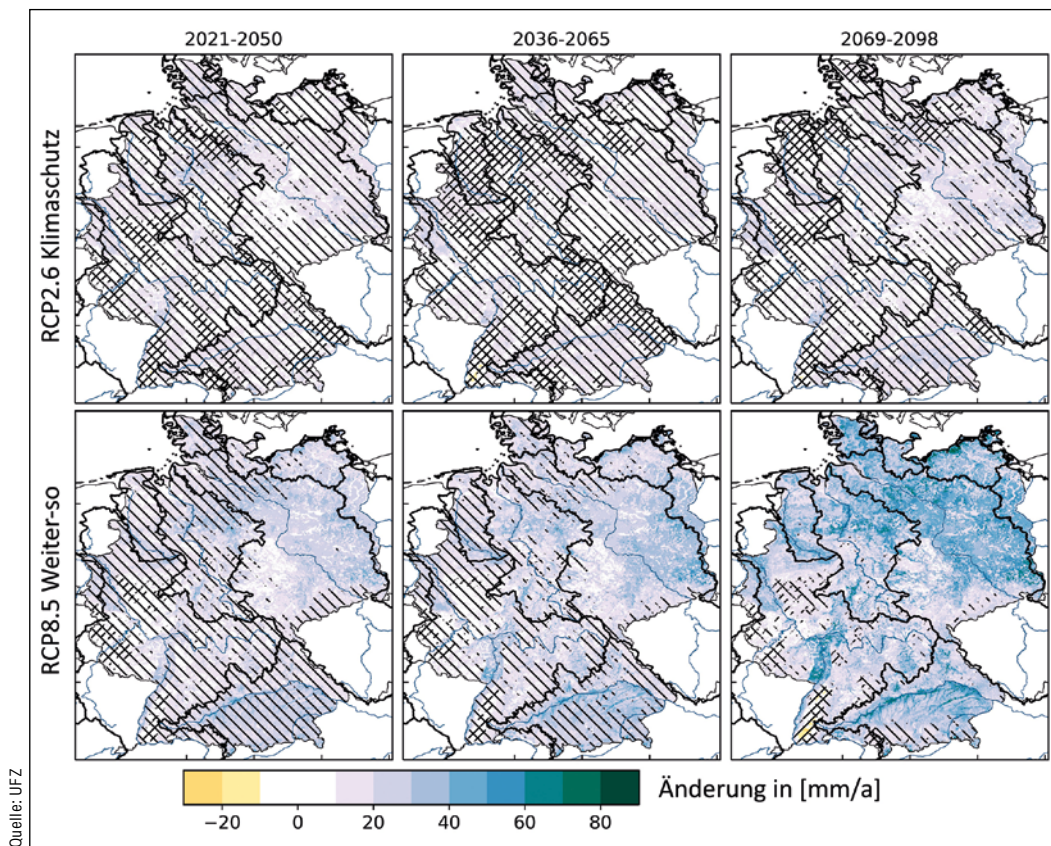 2021-2050
2036-2065
2069-2098
RCP2.6 Klimaschutz
RCP8.5 Weiter-so
−20
0
20
40
60
80
Änderung in [mm/a]
Quelle: UFZ